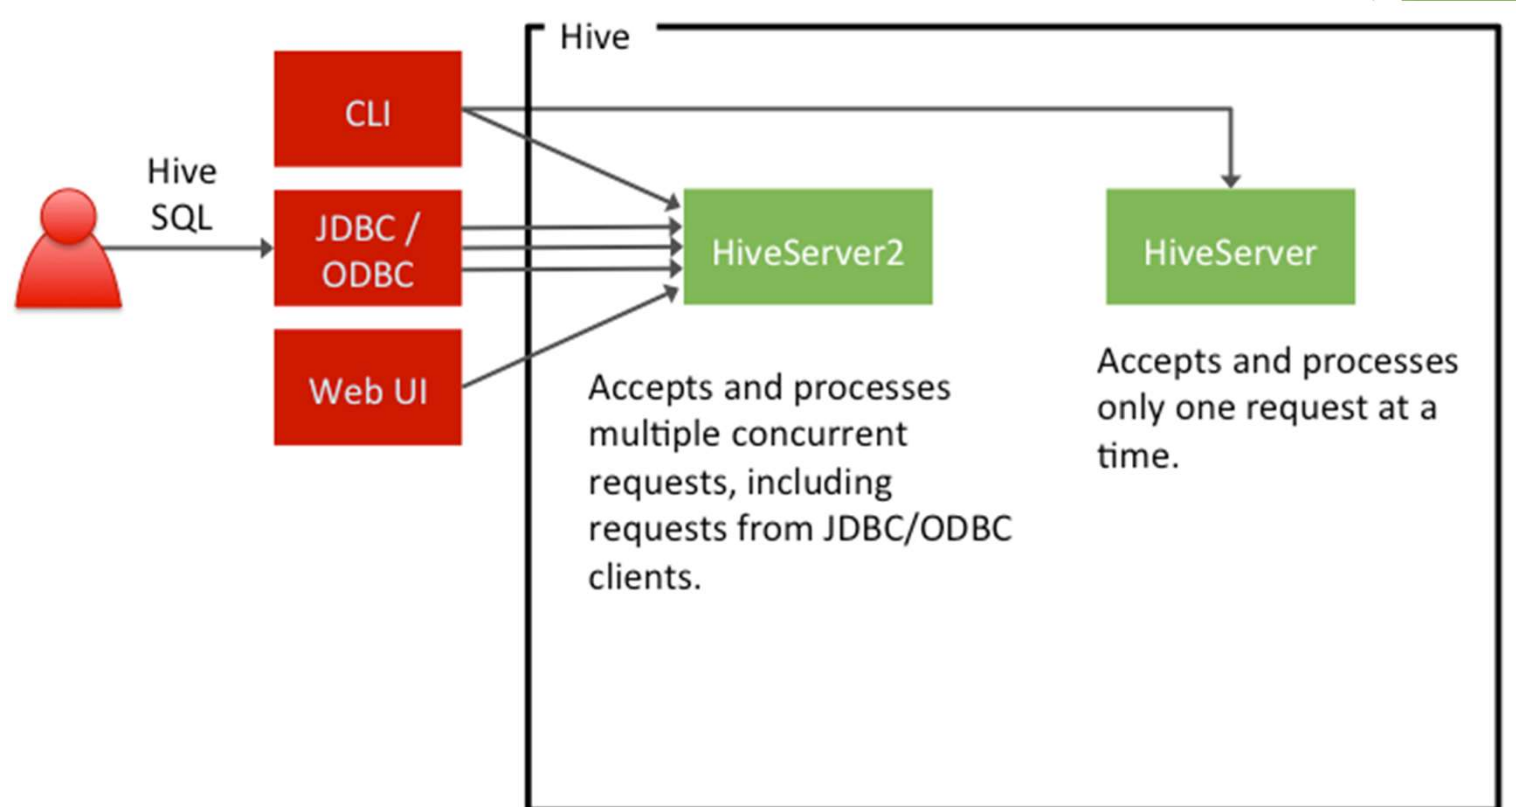 Hive
CLI
Hive
SQL
JDBC /
ODBC
Web UI
HiveServer2
HiveServer
Accepts and processes
multiple concurrent
requests, including
requests from JDBC/ODBC
clients.
Accepts and processes
only one request at a
time.